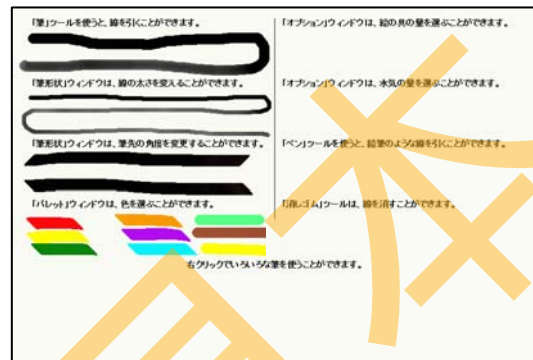 「筆」ツールを使うと、線を引くことができます。
「筆形状」ウィンドウは、線の太さを変えることができます。
「筆形状」ウィンドウは、筆先の角度を変更することができます。
「パレット」ウィンドウは、色を選ぶことができます。
「オプション」ウィンドウは、絵の具の量を選ぶことができます。
「オプション」ウィンドウは、水気の量を選ぶことができます。
「ペン」ツールを使うと、鉛筆のような線を引くことができます。
「消しゴム」ツールは、線を消すことができます。
右クリックでいろいろな筆を使うことができます。